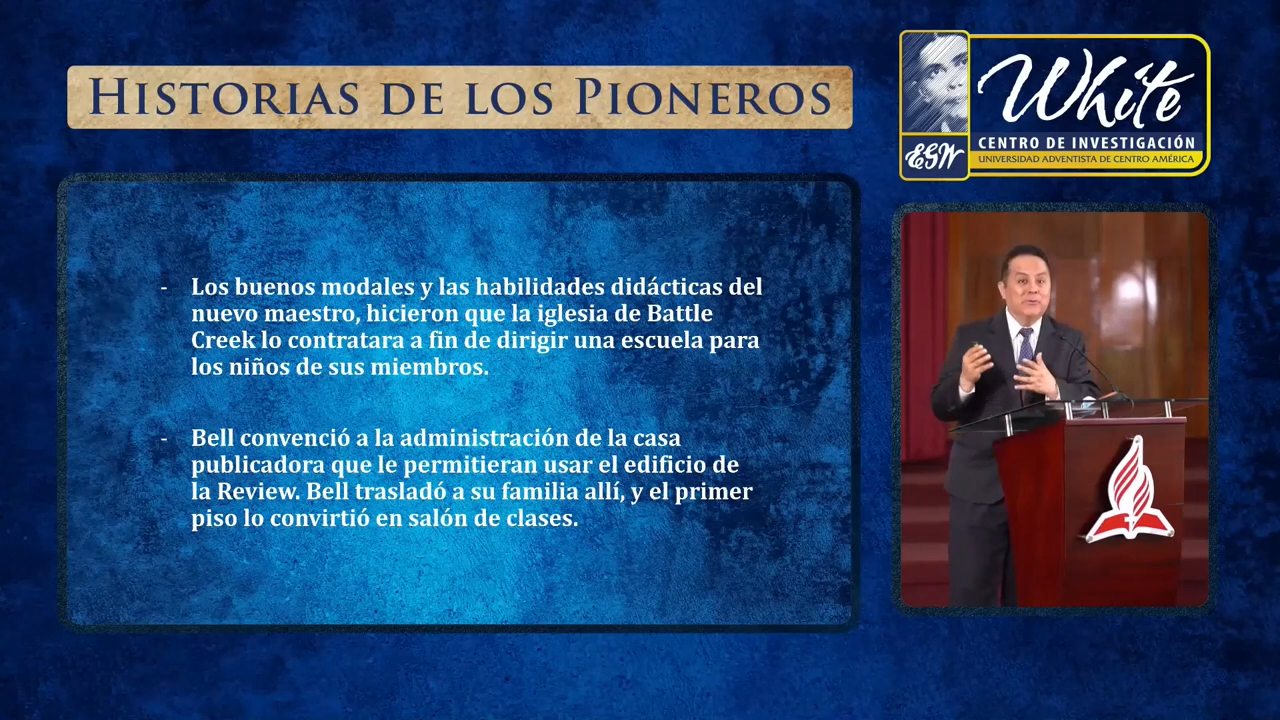 HISTORIAS DE LOS PIONEROS
White
CENTRO DE INVESTIGACIÓN
EGW
UNIVERSIDAD ADVENTISTA DE CENTRO AMÉRICA
- Los buenos modales y las habilidades didácticas del
nuevo maestro, hicieron que la iglesia de Battle
Creek lo contratara a fin de dirigir una escuela para
los niños de sus miembros.
- Bell convenció a la administración de la casa
publicadora que le permitieran usar el edificio de
la Review. Bell trasladó a su familia allí, y el primer
piso lo convirtió en salón de clases.